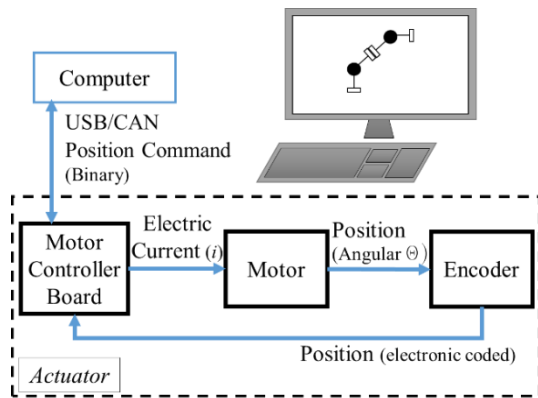 Computer
USB/CAN
Position Command
(Binary)
Motor
Controller
Board
Electric
Current (i)
Motor
Position
(Angular Θ)
Encoder
Position (electronic coded)
Actuator